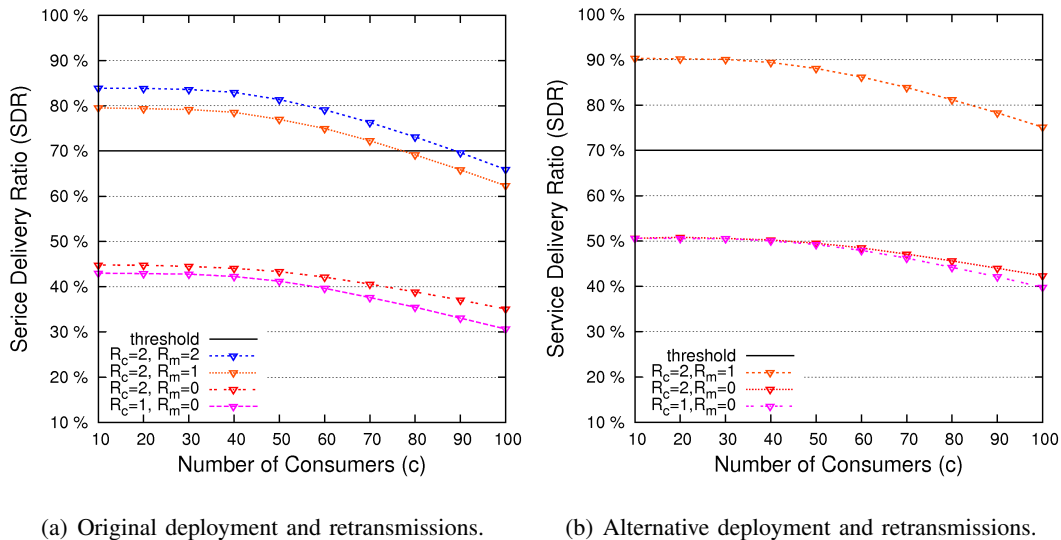 100 %
90 %
80 %
70 %
60 %
50 %
40 %
30 %
20 %
10 %
Serice Delivery Ratio (SDR)
threshold
Rc=2, Rm=2
Rc=2, Rm=1
Rc=2, Rm=0
Rc=1, Rm=0
10 20 30 40 50 60 70 80 90 100
Number of Consumers (c)
(a) Original deployment and retransmissions.
100 %
90 %
80 %
70 %
60 %
50 %
40 %
30 %
20 %
10 %
Service Delivery Ratio (SDR)
threshold
Rc=2,Rm=1
Rc=2,Rm=0
Rc=1,Rm=0
10 20 30 40 50 60 70 80 90 100
Number of Consumers (c)
(b) Alternative deployment and retransmissions.